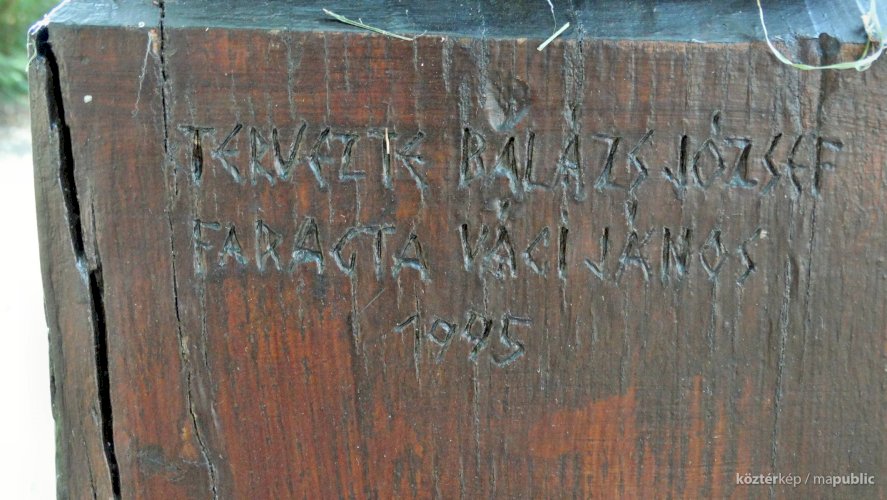 TERVEZTE BALÁZS JÓZSEF
FARAGTA VÁCI JÁNOS
1995
köztérkép / mapublic